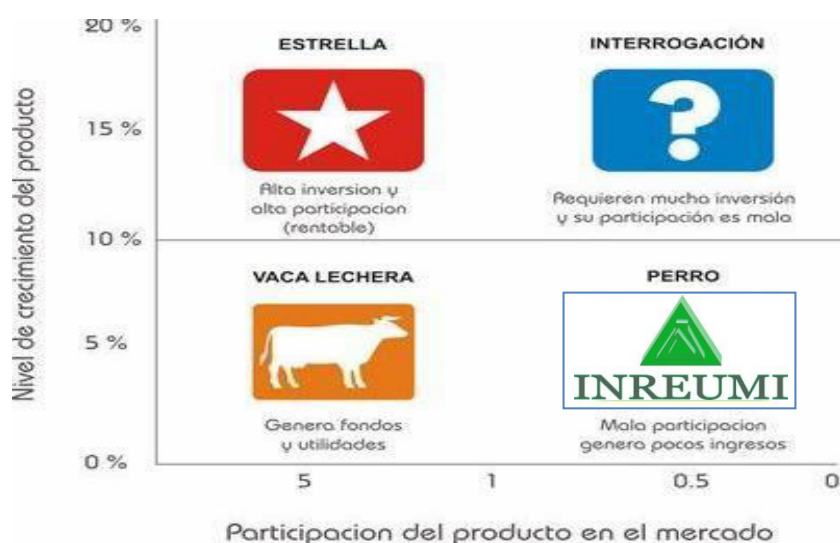 20 %
ESTRELLA
INTERROGACIÓN
15 %
?
Alta inversion y
alta participacion
(rentable)
Requieren mucha inversión
y su participación es mala
10 %
VACA LECHERA
PERRO
5 %
INREUMI
Genera fondos
y utilidades
Mala participacion
genera pocos ingresos
0 %
5
1
0.5
0
Nivel de crecimiento del producto
Participacion del producto en el mercado